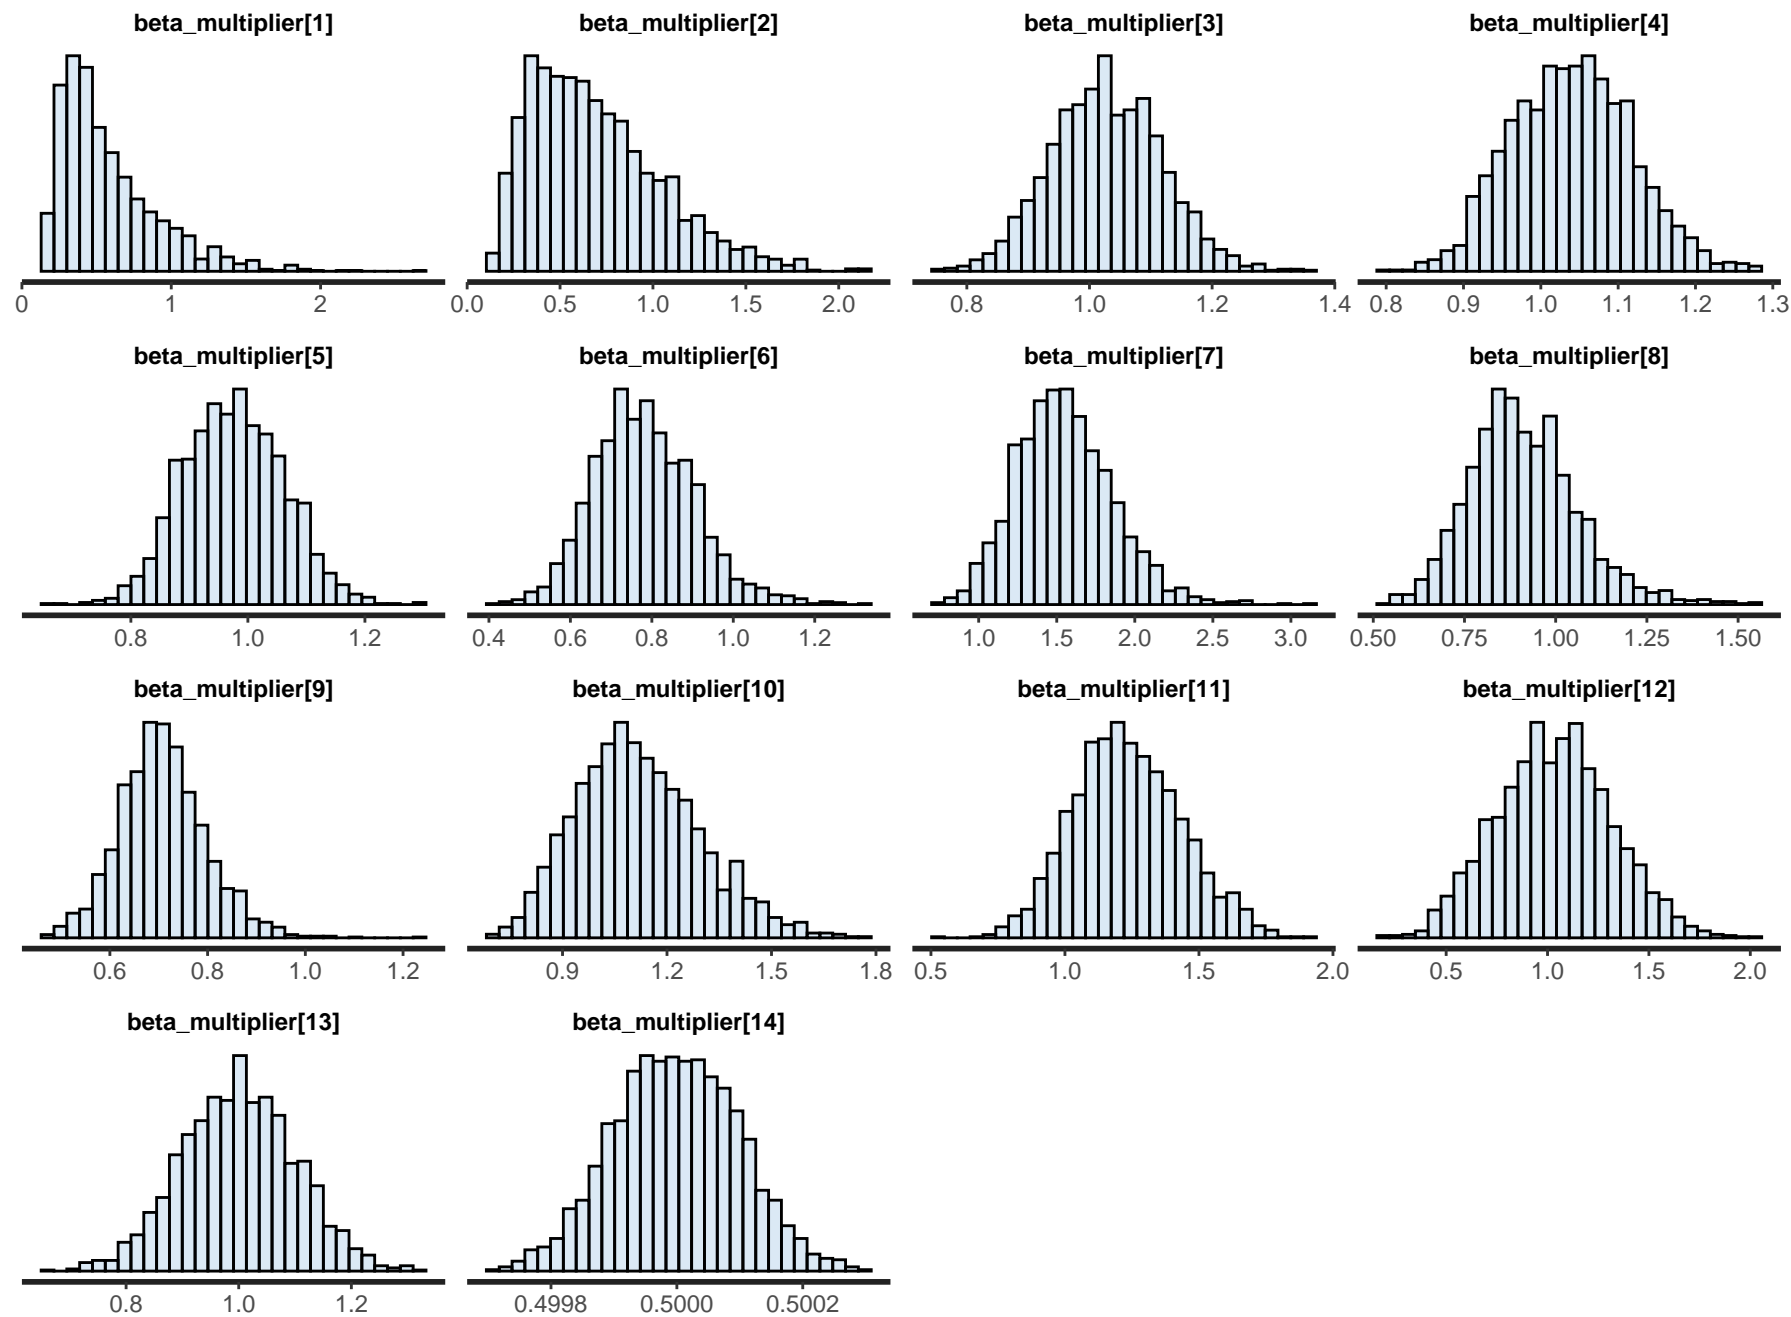 beta_multiplier[1] beta_multiplier[2] beta_multiplier[3] beta_multiplier[4]
0 1 2 0.0 0.5 1.0 1.5 2.0 0.8 1.0 1.2 1.4 0.8 0.9 1.0 1.1 1.2 1.3
beta_multiplier[5] beta_multiplier[6] beta_multiplier[7] beta_multiplier[8]
0.8 1.0 1.2 0.4 0.6 0.8 1.0 1.2 1.0 1.5 2.0 2.5 3.0 0.50 0.75 1.00 1.25 1.50
beta_multiplier[9] beta_multiplier[10] beta_multiplier[11] beta_multiplier[12]
0.6 0.8 1.0 1.2 0.9 1.2 1.5 1.8 0.5 1.0 1.5 2.0 0.5 1.0 1.5 2.0
beta_multiplier[13] beta_multiplier[14]
0.8 1.0 1.2 0.4998 0.5000 0.5002